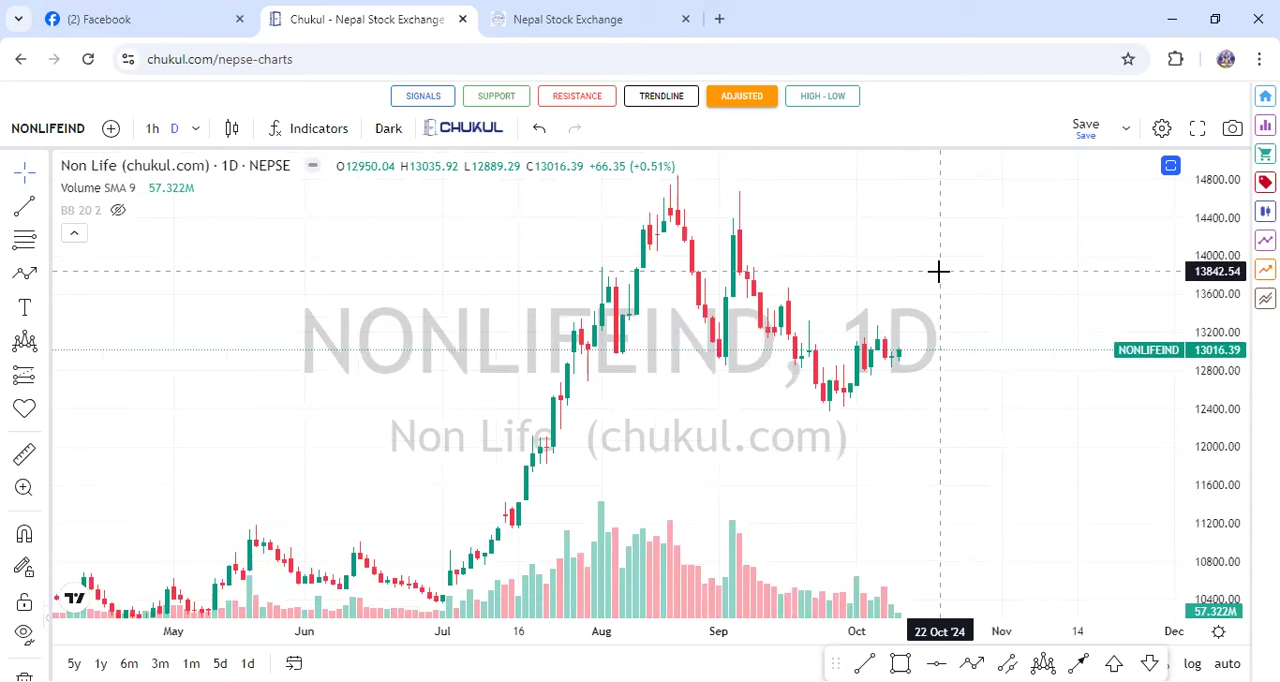 (2) Facebook
Chukul - Nepal Stock Exchange
Nepal Stock Exchange
chukul.com/nepse-charts
SIGNALS SUPPORT RESISTANCE TRENDLINE ADJUSTED HIGH - LOW
NONLIFEIND 1h D Indicators Dark CHUKUL Save
Save
Non Life (chukul.com) · 1D · NEPSE O12950.04 H13035.92 L12889.29 C13016.39 +66.35 (+0.51%)
Volume SMA 9 57.322M
BB 20 2
NONLIFEIND, 1D
Non Life (chukul.com)
14800.00
14400.00
14000.00
13842.54
13600.00
13200.00
NONLIFEIND 13016.39
12800.00
12400.00
12000.00
11600.00
11200.00
10800.00
10400.00
57.322M
May Jun Jul 16 Aug Sep Oct 22 Oct '24 Nov 14 Dec
5y 1y 6m 3m 1m 5d 1d log auto